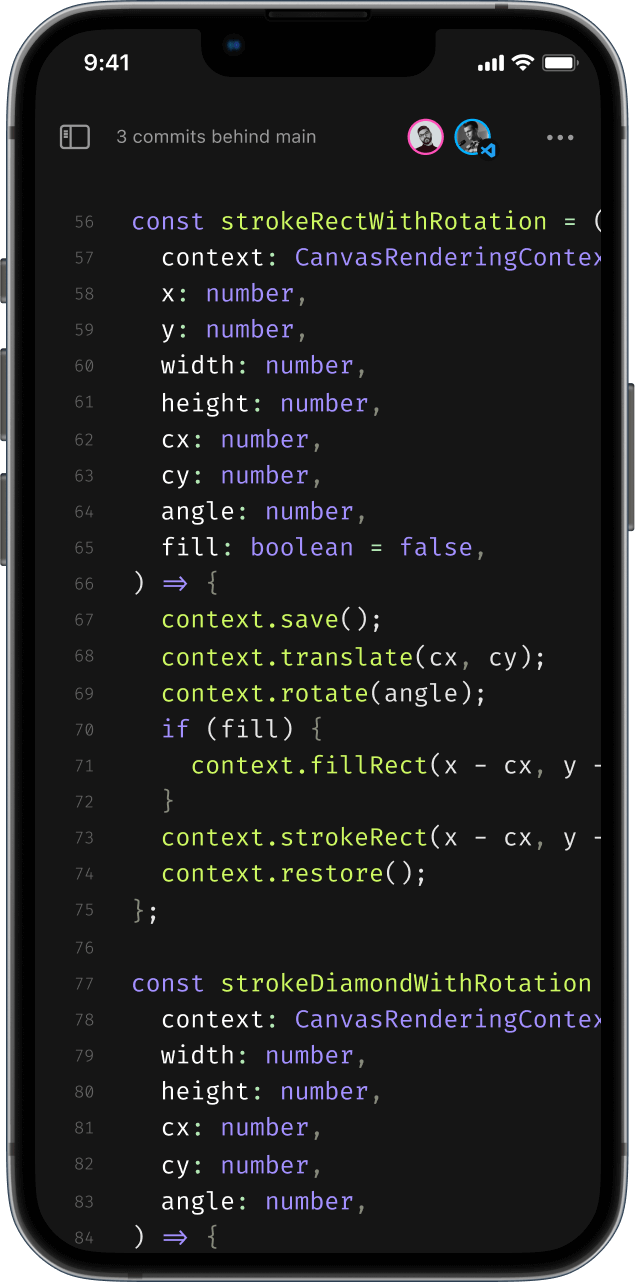 9:41
3 commits behind main
56 const strokeRectWithRotation = (
57 context: CanvasRenderingContex
58 x: number,
59 y: number,
60 width: number,
61 height: number,
62 cx: number,
63 cy: number,
64 angle: number,
65 fill: boolean = false,
66 ) => {
67 context.save();
68 context.translate(cx, cy);
69 context.rotate(angle);
70 if (fill) {
71 context.fillRect(x - cx, y -
72 }
73 context.strokeRect(x - cx, y -
74 context.restore();
75 };
76
77 const strokeDiamondWithRotation
78 context: CanvasRenderingContex
79 width: number,
80 height: number,
81 cx: number,
82 cy: number,
83 angle: number,
84 ) => {